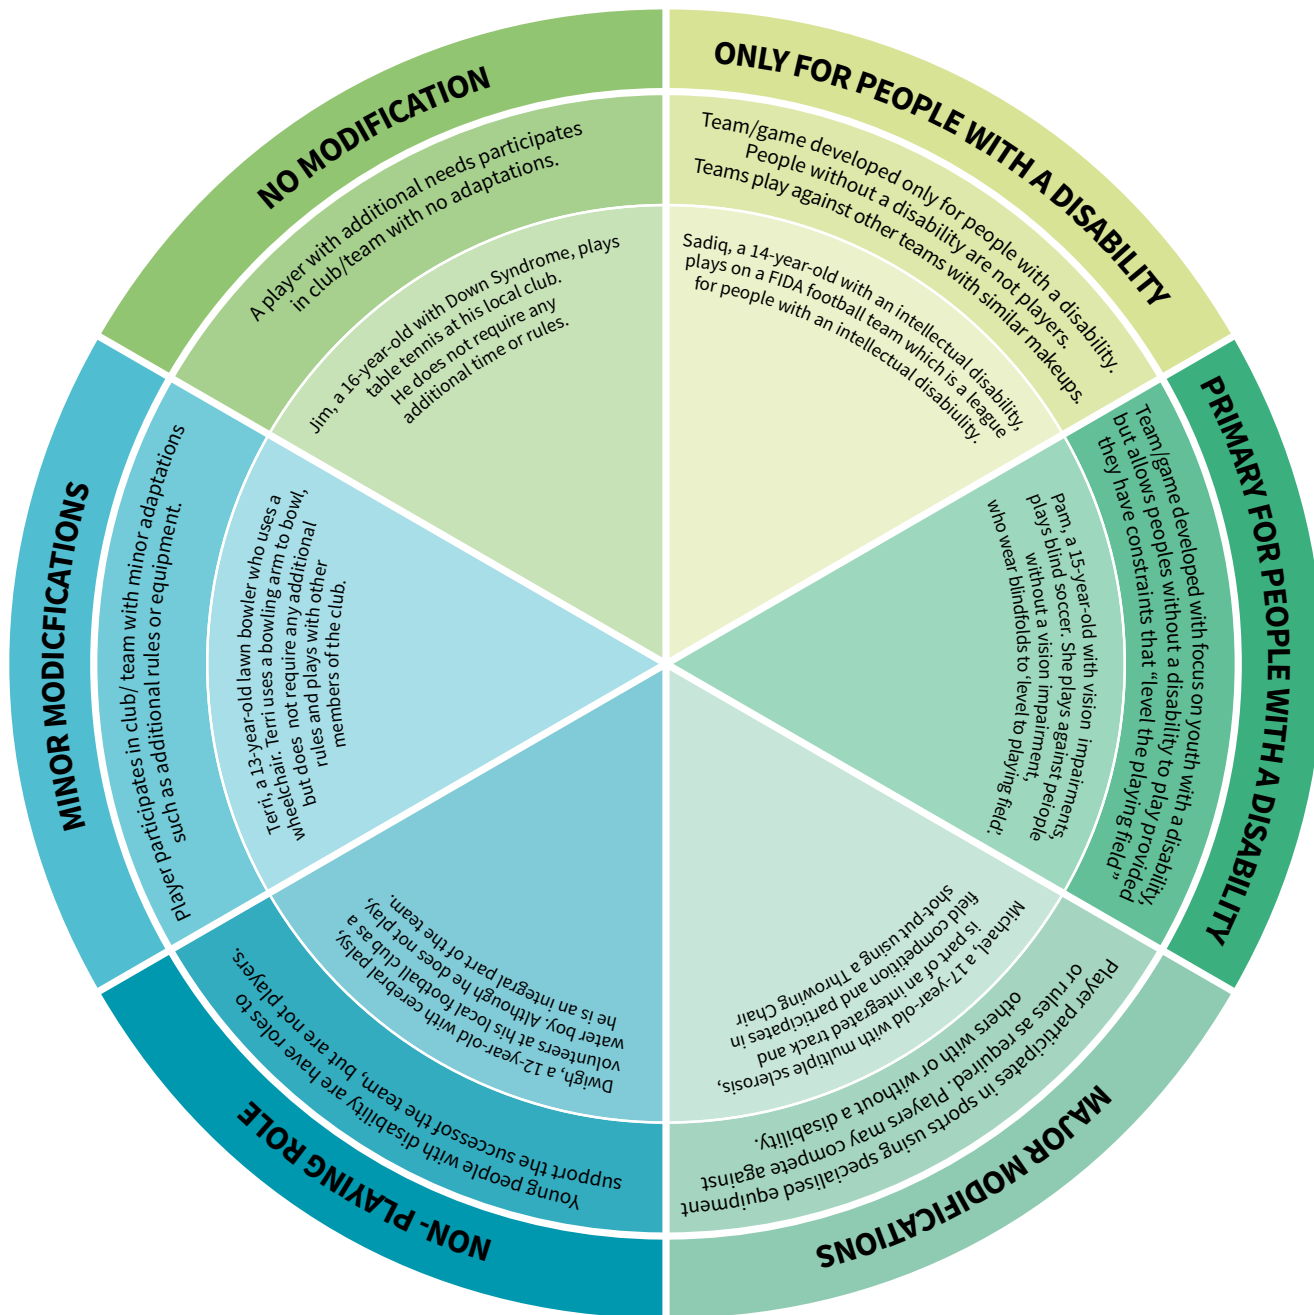 NO MODIFICATION
A player with additional needs participates
in club/team with no adaptations.
Jim, a 16-year-old with Down Syndrome, plays
table tennis at his local club.
He does not require any
additional time or rules.
ONLY FOR PEOPLE WITH A DISABILITY
Team/game developed only for people with a disability.
People without a disability are not players.
Teams play against other teams with similar makeups.
Sadiq, a 14-year-old with an intellectual disability,
plays on a FIDA football team which is a league
for people with an intellectual disabiulity.
PRIMARY FOR PEOPLE WITH A DISABILITY
Team/game developed with focus on youth with a disability,
but allows peoples without a disability to play provided
they have constraints that “level the playing field”
Pam, a 15-year-old with vision impairments,
plays blind soccer. She plays against peiople
without a vision impairment,
who wear blindfolds to ‘level to playing field’.
MAJOR MODIFICATIONS
Player participates in sports using specialised equipment
or rules as required. Players may compete against
others with or without a disability.
Michael, a 17-year-old with multiple sclerosis,
is part of an integrated track and
field competition and participates in
shot-put using a Throwing Chair
NON- PLAYING ROLE
Young people with disability are have roles to
support the successof the team, but are not players.
Dwigh, a 12-year-old with cerebral palsy,
volunteers at his local football club as a
water boy. Although he does not play,
he is an integral part of the team.
MINOR MODICFICATIONS
Player participates in club/ team with minor adaptations
such as additional rules or equipment.
Terri, a 13-year-old lawn bowler who uses a
wheelchair. Terri uses a bowling arm to bowl,
but does not require any additional
rules and plays with other
members of the club.